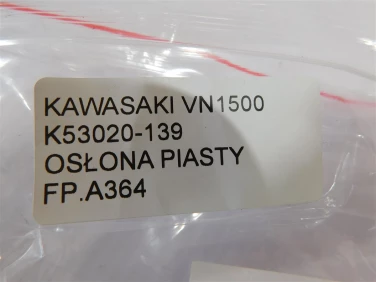 KAWASAKI VN1500
K53020-139
OSŁONA PIASTY
FP.A364